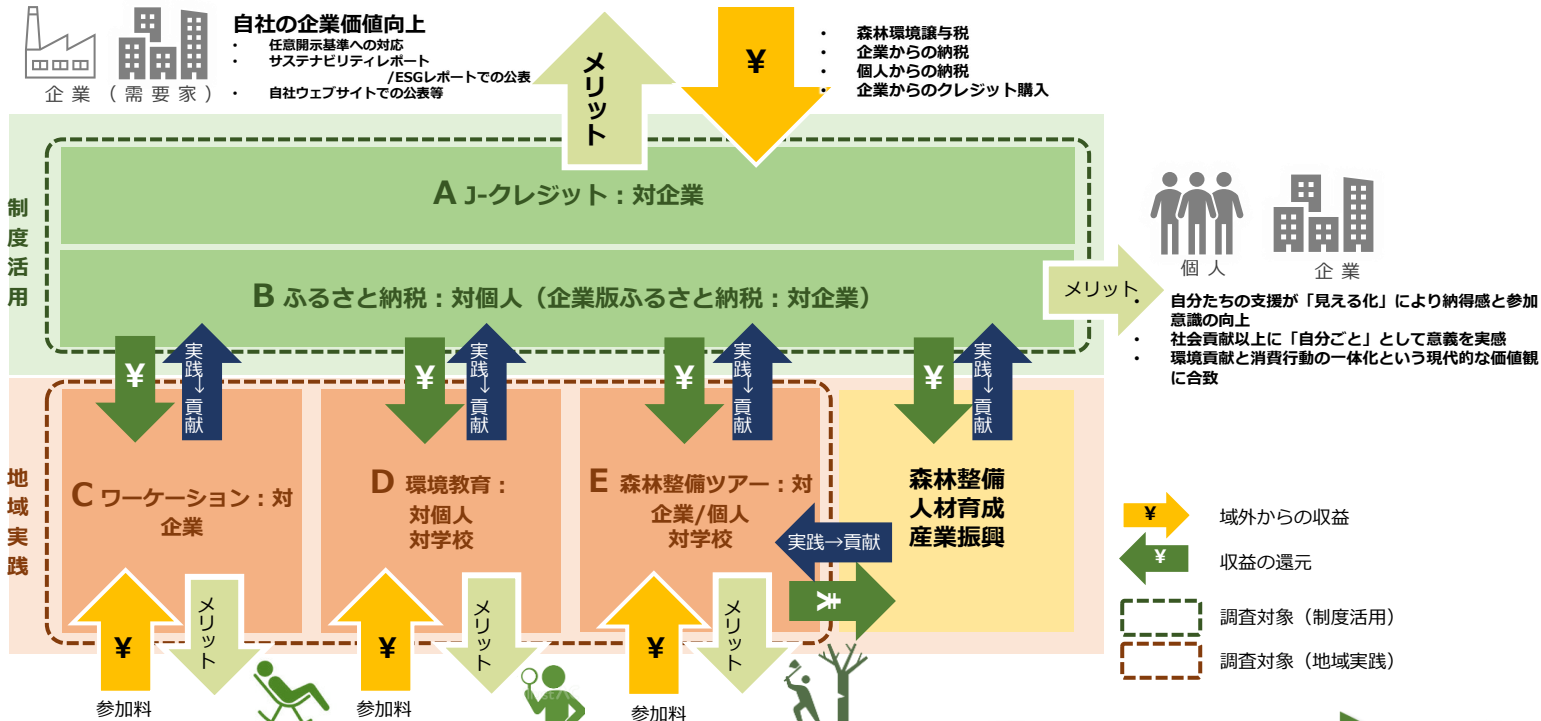 自社の企業価値向上
・ 任意開示基準への対応
・ サステナビリティレポート
/ESGレポートでの公表
・ 自社ウェブサイトでの公表等
企業(需要家)
メリット
¥
・ 森林環境譲与税
・ 企業からの納税
・ 個人からの納税
・ 企業からのクレジット購入
制度活用
A J-クレジット:対企業
B ふるさと納税:対個人(企業版ふるさと納税:対企業)
メリット
個人
企業
・ 自分たちの支援が「見える化」により納得感と参加
意識の向上
・ 社会貢献以上に「自分ごと」として意義を実感
・ 環境貢献と消費行動の一体化という現代的な価値観
に合致
¥
実践→貢献
¥
実践→貢献
¥
実践→貢献
¥
実践→貢献
地域実践
C ワーケーション:対
企業
D 環境教育:
対個人
対学校
E 森林整備ツアー:対
企業/個人
対学校
森林整備
人材育成
産業振興
実践→貢献
¥
¥
メリット
¥
メリット
¥
メリット
参加料
参加料
参加料
¥ 域外からの収益
¥ 収益の還元
調査対象(制度活用)
調査対象(地域実践)